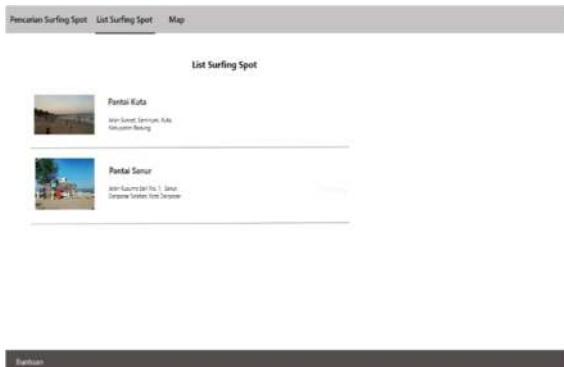 Pencarian Surfing Spot List Surfing Spot Map
List Surfing Spot
Pantai Kuta
Jalan Sunset, Seminyak, Kuta
Kabupaten Badung
Pantai Sanur
Jalan Kusuma Sari No. 1, Sanur
Denpasar Selatan, Kota Denpasar
Bantuan